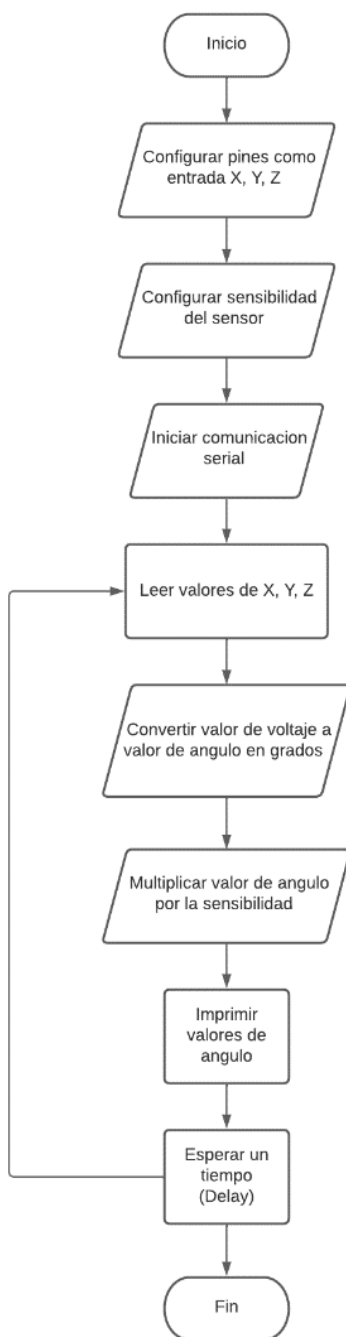 Inicio
Configurar pines como
entrada X, Y, Z
Configurar sensibilidad
del sensor
Iniciar comunicacion
serial
Leer valores de X, Y, Z
Convertir valor de voltaje a
valor de angulo en grados
Multiplicar valor de angulo
por la sensibilidad
Imprimir
valores de
angulo
Esperar un
tiempo
(Delay)
Fin